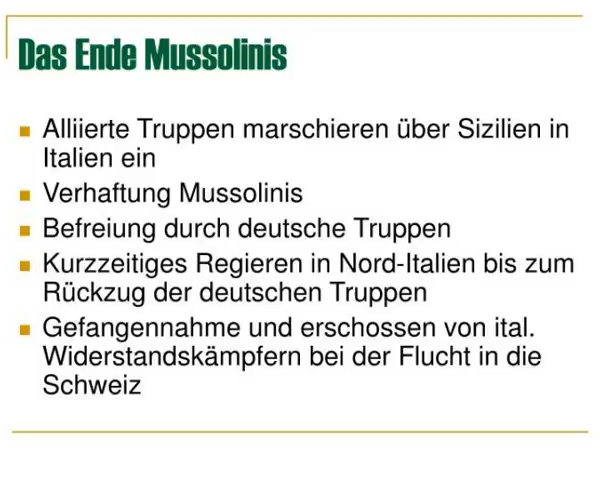 Das Ende Mussolinis
Alliierte Truppen marschieren über Sizilien in
Italien ein
Verhaftung Mussolinis
Befreiung durch deutsche Truppen
Kurzzeitiges Regieren in Nord-Italien bis zum
Rückzug der deutschen Truppen
Gefangennahme und erschossen von ital.
Widerstandskämpfern bei der Flucht in die
Schweiz